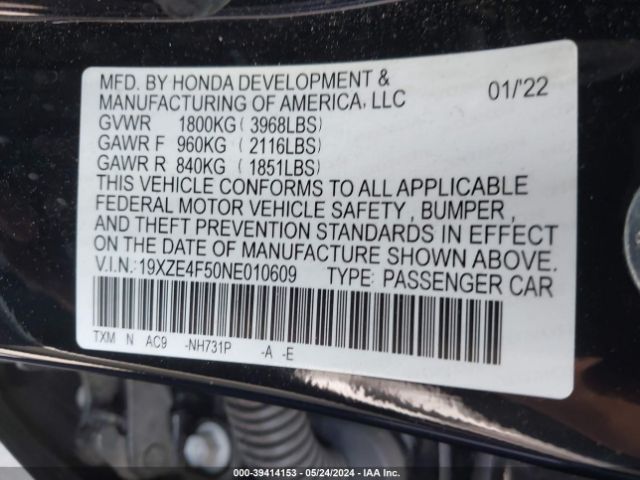 MFD. BY HONDA DEVELOPMENT &
MANUFACTURING OF AMERICA, LLC 01/'22
GVWR 1800KG ( 3968LBS)
GAWR F 960KG ( 2116LBS)
GAWR R 840KG ( 1851LBS)
THIS VEHICLE CONFORMS TO ALL APPLICABLE
FEDERAL MOTOR VEHICLE SAFETY , BUMPER ,
AND THEFT PREVENTION STANDARDS IN EFFECT
ON THE DATE OF MANUFACTURE SHOWN ABOVE.
V.I.N.: 19XZE4F50NE010609 TYPE: PASSENGER CAR
TXM N AC9 -NH731P -A -E
000-39414153 — 05/24/2024 — IAA Inc.